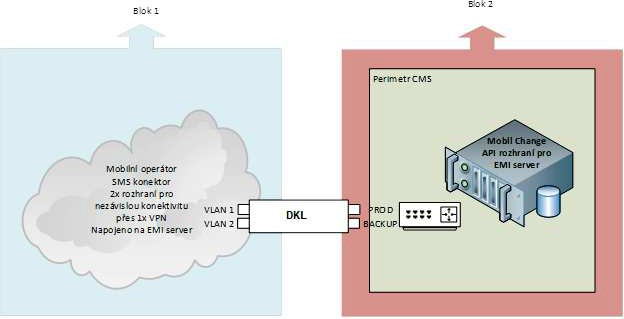 Blok 1
Blok 2
Perimetr CMS
Mobil Change
API rozhraní pro
EMI server
Mobilní operátor
SMS konektor
2x rozhraní pro
nezávislou konektivitu
přes 1x VPN
Napojeno na EMI server
VLAN 1
VLAN 2
DKL
PROD
BACKUP